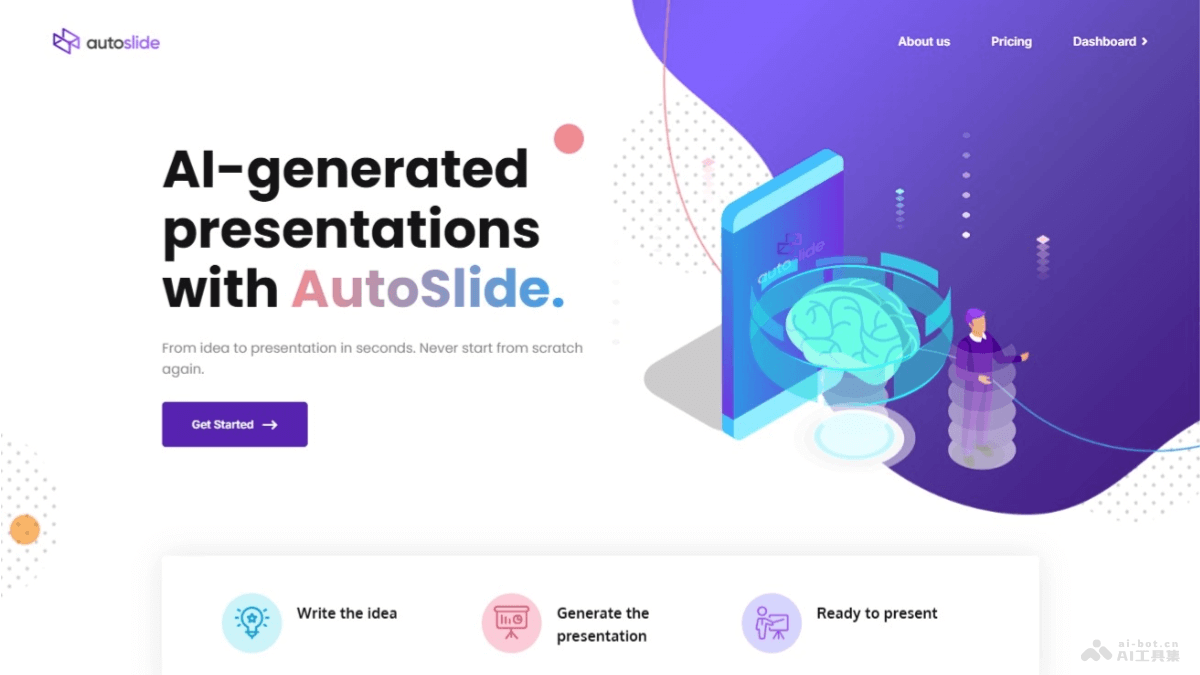 autoslide
About us
Pricing
Dashboard
AI-generated
presentations
with AutoSlide.
From idea to presentation in seconds. Never start from scratch
again.
autoslide
Get Started
Write the idea
Generate the
presentation
Ready to present
ai-bot.cn
AI工具集